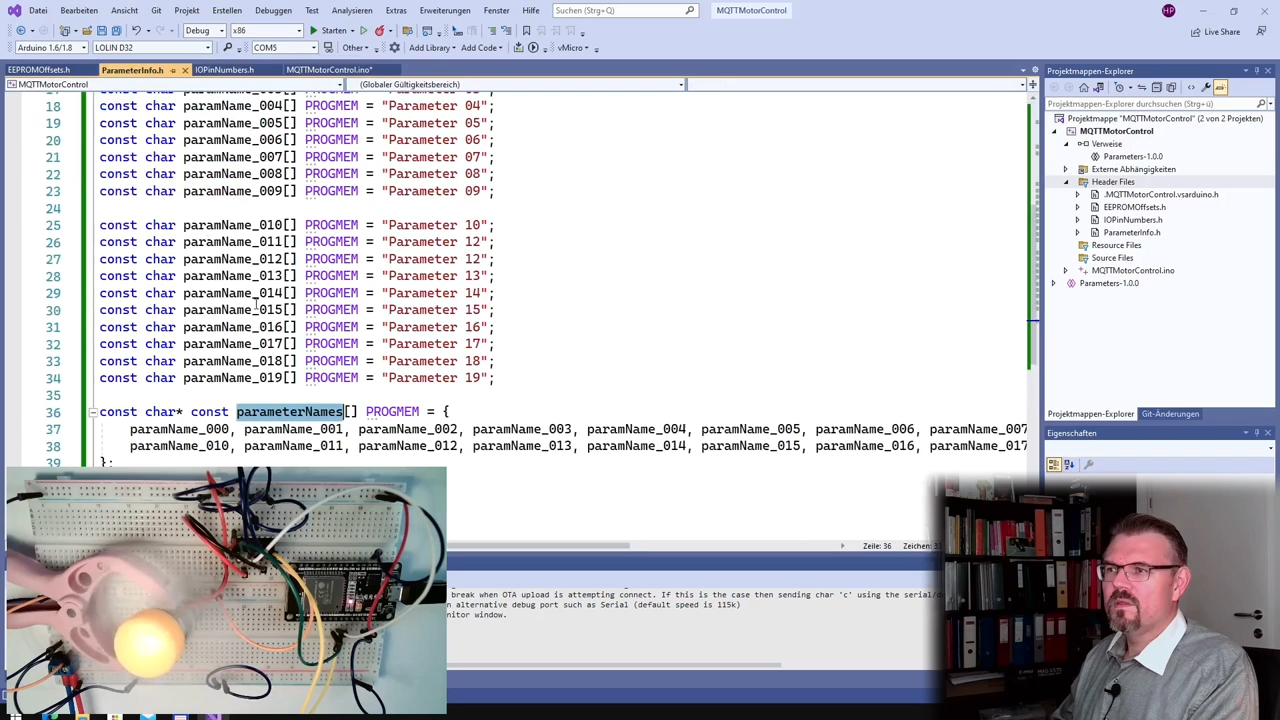 Datei Bearbeiten Ansicht Git Projekt Erstellen Debuggen Test Analysieren Extras Erweiterungen Fenster Hilfe Suchen (Strg+Q) MQTTMotorControl HP
Debug x86 Starten Live Share
Arduino 1.6/1.8 LOLIN D32 COM5 Other Add Library Add Code vMicro
EEPROMOffsets.h ParameterInfo.h IOPinNumbers.h MQTTMotorControl.ino*
MQTTMotorControl (Globaler Gültigkeitsbereich)
18 const char paramName_004[] PROGMEM = "Parameter 04";
19 const char paramName_005[] PROGMEM = "Parameter 05";
20 const char paramName_006[] PROGMEM = "Parameter 06";
21 const char paramName_007[] PROGMEM = "Parameter 07";
22 const char paramName_008[] PROGMEM = "Parameter 08";
23 const char paramName_009[] PROGMEM = "Parameter 09";
24
25 const char paramName_010[] PROGMEM = "Parameter 10";
26 const char paramName_011[] PROGMEM = "Parameter 12";
27 const char paramName_012[] PROGMEM = "Parameter 12";
28 const char paramName_013[] PROGMEM = "Parameter 13";
29 const char paramName_014[] PROGMEM = "Parameter 14";
30 const char paramName_015[] PROGMEM = "Parameter 15";
31 const char paramName_016[] PROGMEM = "Parameter 16";
32 const char paramName_017[] PROGMEM = "Parameter 17";
33 const char paramName_018[] PROGMEM = "Parameter 18";
34 const char paramName_019[] PROGMEM = "Parameter 19";
35
36 const char* const parameterNames[] PROGMEM = {
37 paramName_000, paramName_001, paramName_002, paramName_003, paramName_004, paramName_005, paramName_006, paramName_007
38 paramName_010, paramName_011, paramName_012, paramName_013, paramName_014, paramName_015, paramName_016, paramName_017
39 };
Zeile: 36 Zeichen:
break when OTA upload is attempting connect. If this is the case then sending char 'c' using the serial/d
n alternative debug port such as Serial (default speed is 115k)
nitor window.
Projektmappen-Explorer
Projektmappen-Explorer durchsuchen (Strg+ü)
Projektmappe "MQTTMotorControl" (2 von 2 Projekten)
MQTTMotorControl
Verweise
Parameters-1.0.0
Externe Abhängigkeiten
Header Files
.MQTTMotorControl.vsarduino.h
EEPROMOffsets.h
IOPinNumbers.h
ParameterInfo.h
Resource Files
Source Files
MQTTMotorControl.ino
Parameters-1.0.0
Projektmappen-Explorer Git-Änderungen
Eigenschaften